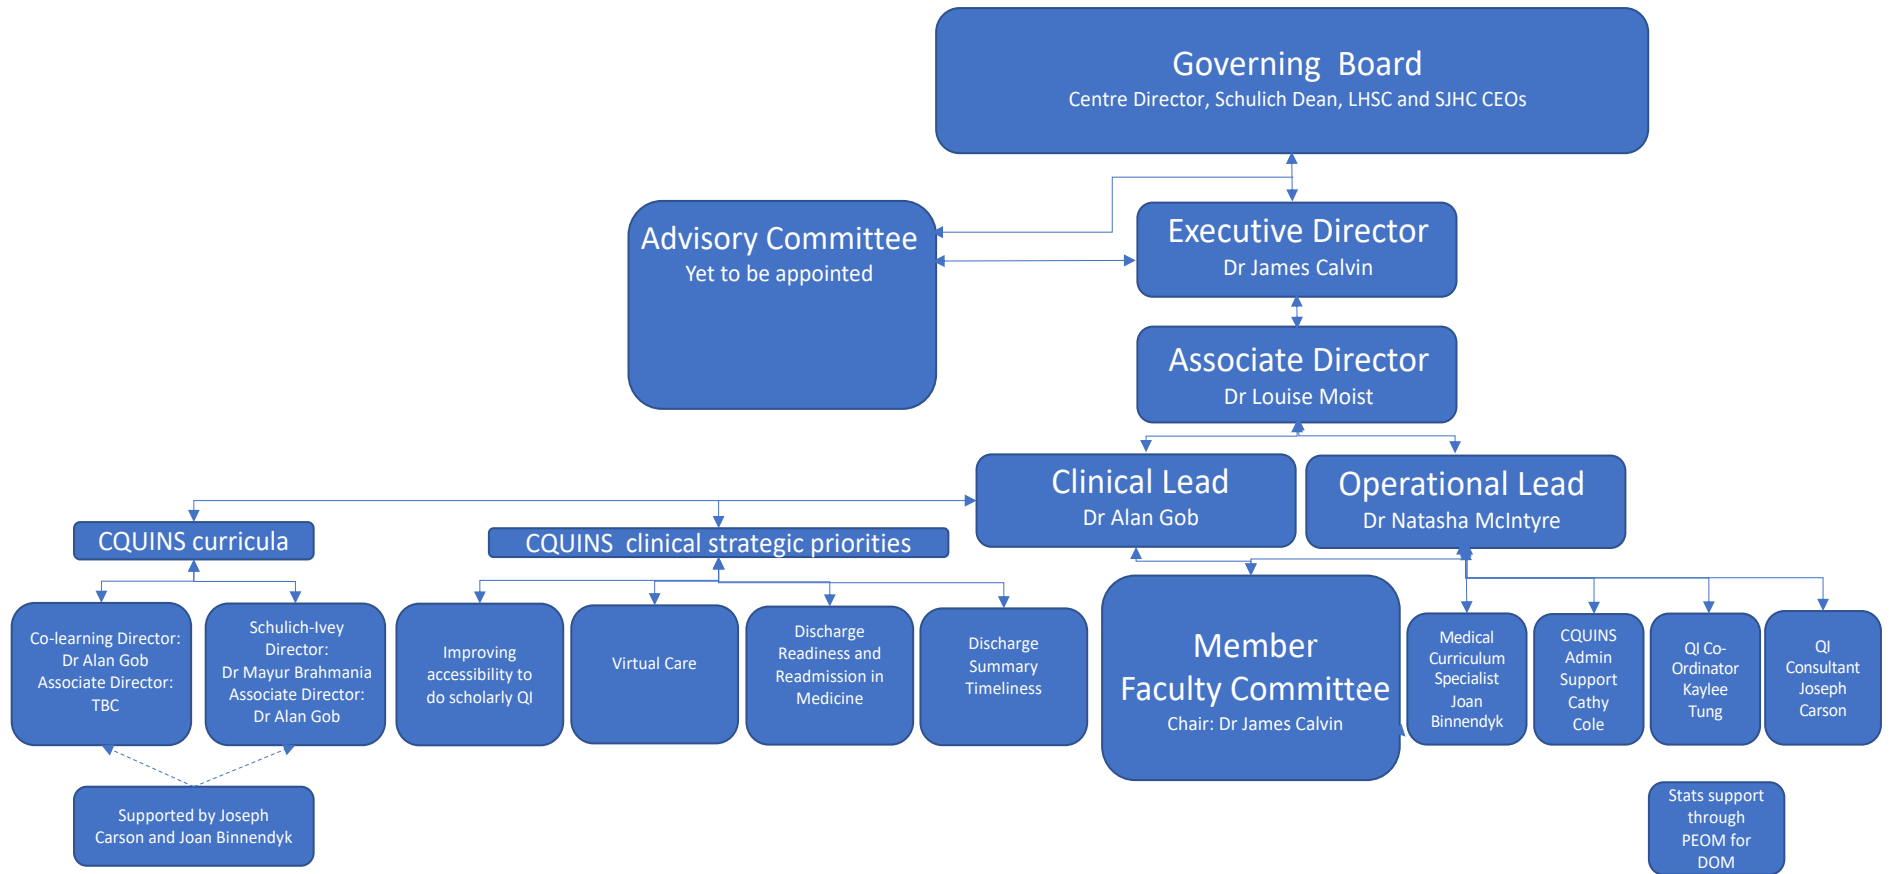 Governing Board
Centre Director, Schulich Dean, LHSC and SJHC CEOs
Advisory Committee
Yet to be appointed
Executive Director
Dr James Calvin
Associate Director
Dr Louise Moist
Clinical Lead
Dr Alan Gob
Operational Lead
Dr Natasha McIntyre
CQUINS curricula
CQUINS clinical strategic priorities
Co-learning Director:
Dr Alan Gob
Associate Director:
TBC
Schulich-Ivey
Director:
Dr Mayur Brahmania
Associate Director:
Dr Alan Gob
Improving
accessibility to
do scholarly QI
Virtual Care
Discharge
Readiness and
Readmission in
Medicine
Discharge
Summary
Timeliness
Member
Faculty Committee
Chair: Dr James Calvin
Medical
Curriculum
Specialist
Joan
Binnendyk
CQUINS
Admin
Support
Cathy
Cole
QI Co-
Ordinator
Kaylee
Tung
QI
Consultant
Joseph
Carson
Supported by Joseph
Carson and Joan Binnendyk
Stats support
through
PEOM for
DOM